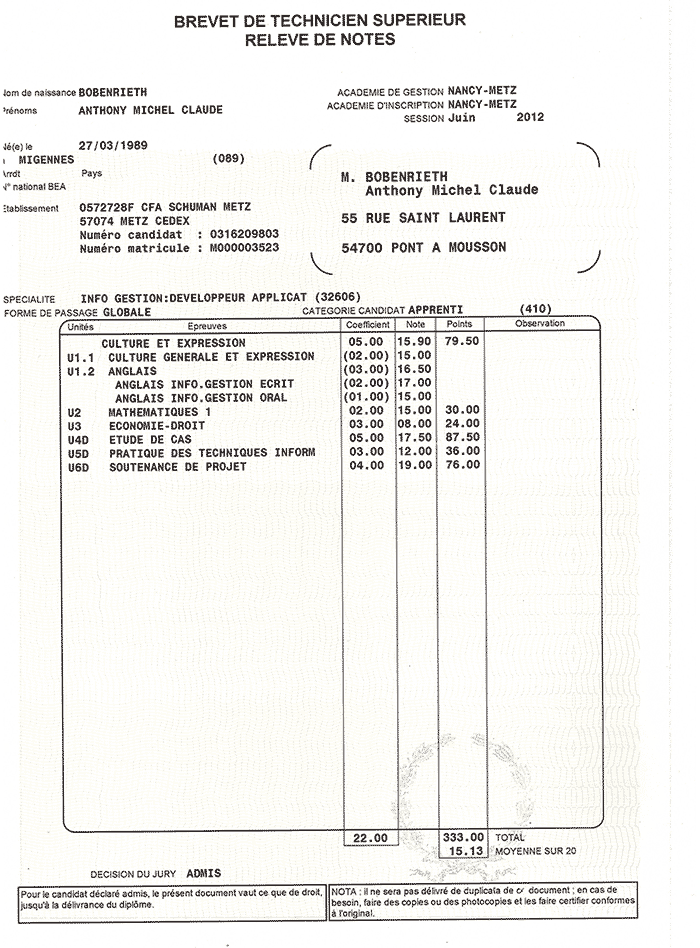 BREVET DE TECHNICIEN SUPERIEUR
RELEVE DE NOTES
Nom de naissance BOBENRIETH
Prénoms ANTHONY MICHEL CLAUDE
ACADEMIE DE GESTION NANCY-METZ
ACADEMIE D'INSCRIPTION NANCY-METZ
SESSION Juin 2012
Né(e) le 27/03/1989
MIGENNES (089)
Arrdt Pays
N° national BEA
Etablissement 0572728F CFA SCHUMAN METZ
57074 METZ CEDEX
Numéro candidat : 0316209803
Numéro matricule : M000003523
M. BOBENRIETH
Anthony Michel Claude
55 RUE SAINT LAURENT
54700 PONT A MOUSSON
SPECIALITE INFO GESTION:DEVELOPPEUR APPLICAT (32606)
FORME DE PASSAGE GLOBALE CATEGORIE CANDIDAT APPRENTI (410)
Unités Epreuves Coefficient Note Points Observation
CULTURE ET EXPRESSION 05.00 15.90 79.50
U1.1 CULTURE GENERALE ET EXPRESSION (02.00) 15.00
U1.2 ANGLAIS (03.00) 16.50
ANGLAIS INFO.GESTION ECRIT (02.00) 17.00
ANGLAIS INFO.GESTION ORAL (01.00) 15.00
U2 MATHEMATIQUES 1 02.00 15.00 30.00
U3 ECONOMIE-DROIT 03.00 08.00 24.00
U4D ETUDE DE CAS 05.00 17.50 87.50
U5D PRATIQUE DES TECHNIQUES INFORM 03.00 12.00 36.00
U6D SOUTENANCE DE PROJET 04.00 19.00 76.00
22.00 333.00 TOTAL
15.13 MOYENNE SUR 20
DECISION DU JURY ADMIS
Pour le candidat déclaré admis, le présent document vaut ce que de droit,
jusqu'à la délivrance du diplôme.
NOTA : il ne sera pas délivré de duplicata de ce document ; en cas de
besoin, faire des copies ou des photocopies et les faire certifier conformes
à l'original.